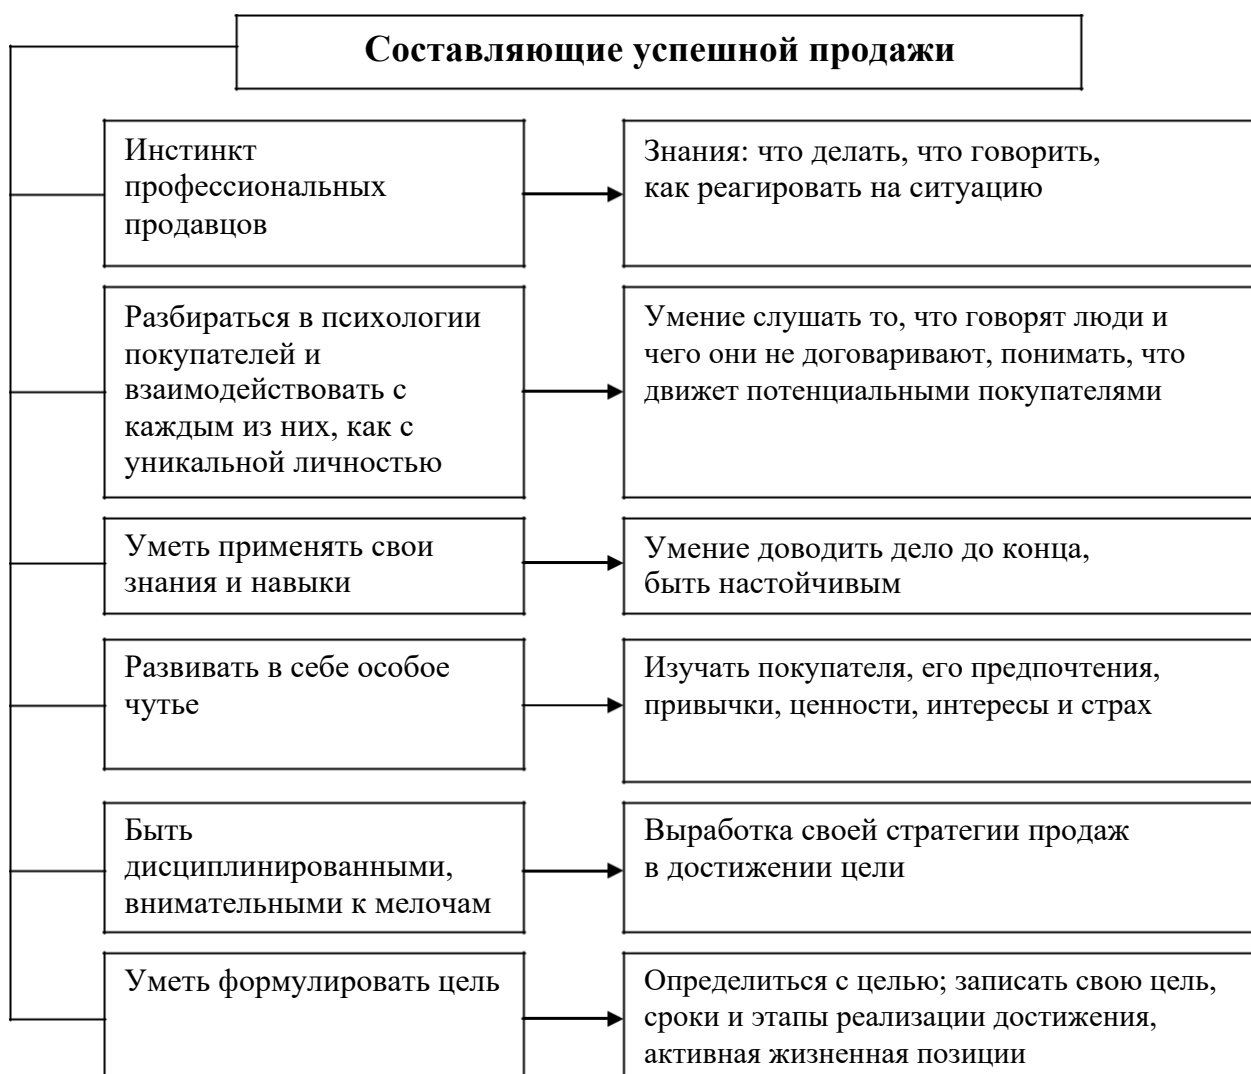 Составляющие успешной продажи
Инстинкт
профессиональных
продавцов
Знания: что делать, что говорить,
как реагировать на ситуацию
Разбираться в психологии
покупателей и
взаимодействовать с
каждым из них, как с
уникальной личностью
Умение слушать то, что говорят люди и
чего они не договаривают, понимать, что
движет потенциальными покупателями
Уметь применять свои
знания и навыки
Умение доводить дело до конца,
быть настойчивым
Развивать в себе особое
чутье
Изучать покупателя, его предпочтения,
привычки, ценности, интересы и страх
Быть
дисциплинированными,
внимательными к мелочам
Выработка своей стратегии продаж
в достижении цели
Уметь формулировать цель
Определиться с целью; записать свою цель,
сроки и этапы реализации достижения,
активная жизненная позиции